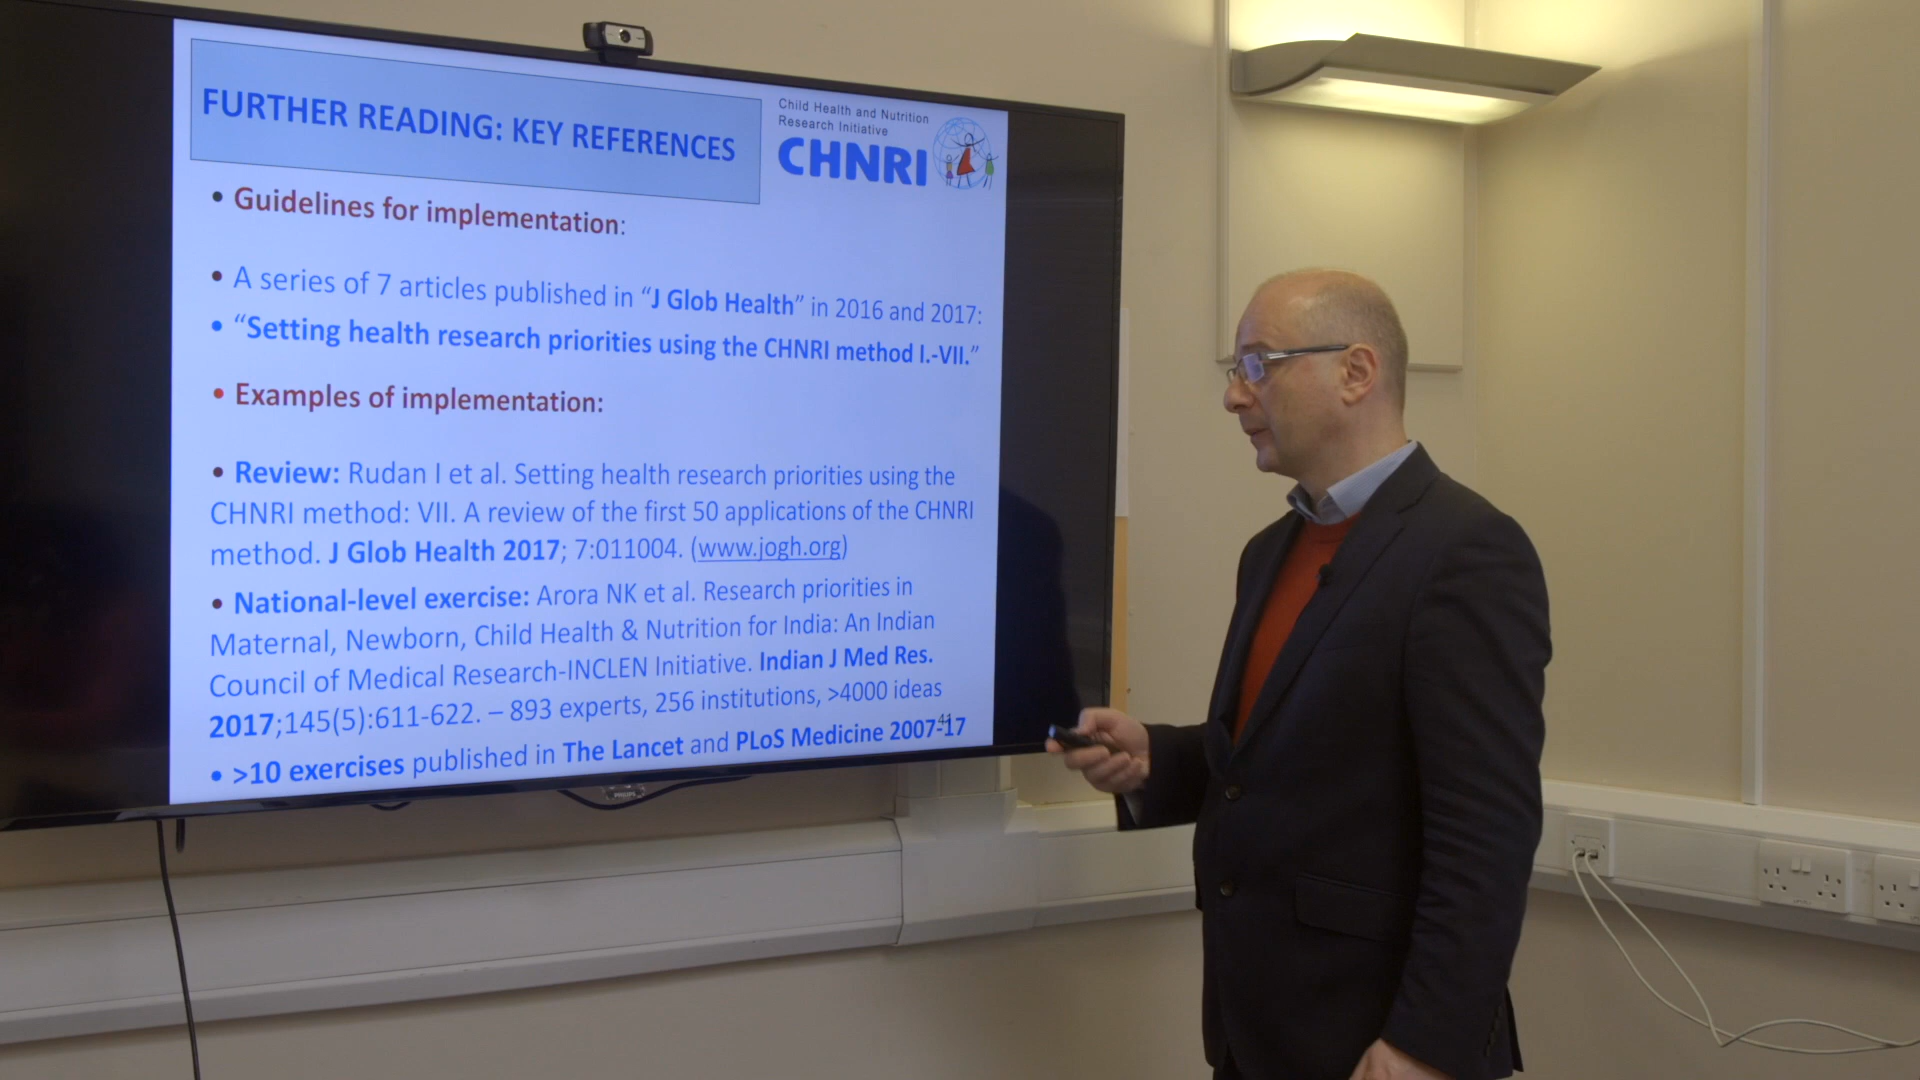 FURTHER READING: KEY REFERENCES
Child Health and Nutrition
Research Initiative
CHNRI
• Guidelines for implementation:
• A series of 7 articles published in “J Glob Health” in 2016 and 2017:
• “Setting health research priorities using the CHNRI method I.-VII.”
• Examples of implementation:
• Review: Rudan I et al. Setting health research priorities using the
CHNRI method: VII. A review of the first 50 applications of the CHNRI
method. J Glob Health 2017; 7:011004. (www.jogh.org)
• National-level exercise: Arora NK et al. Research priorities in
Maternal, Newborn, Child Health & Nutrition for India: An Indian
Council of Medical Research-INCLEN Initiative. Indian J Med Res.
2017;145(5):611-622. – 893 experts, 256 institutions, >4000 ideas
• >10 exercises published in The Lancet and PLoS Medicine 2007-17
PHILIPS